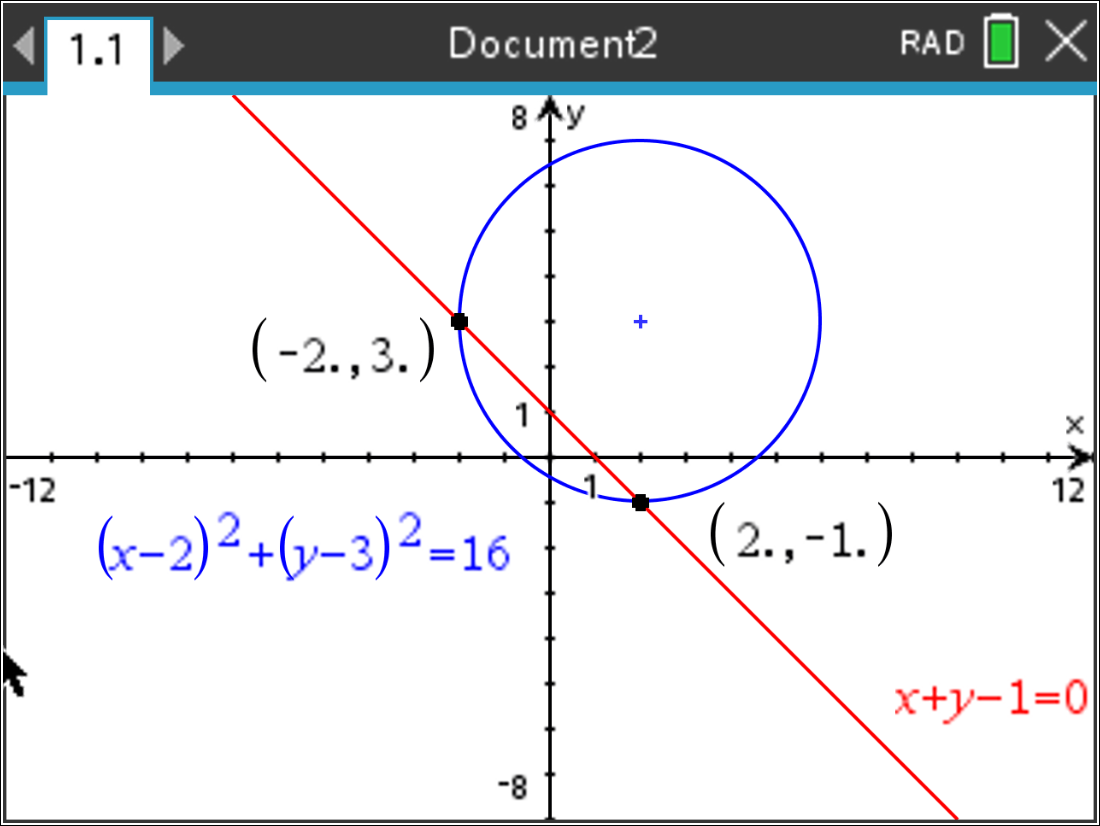 1.1 Document2 RAD
8 y
(-2.,3.)
1
x
-12 1 12
(x-2)²+(y-3)²=16
(2.,-1.)
x+y-1=0
-8